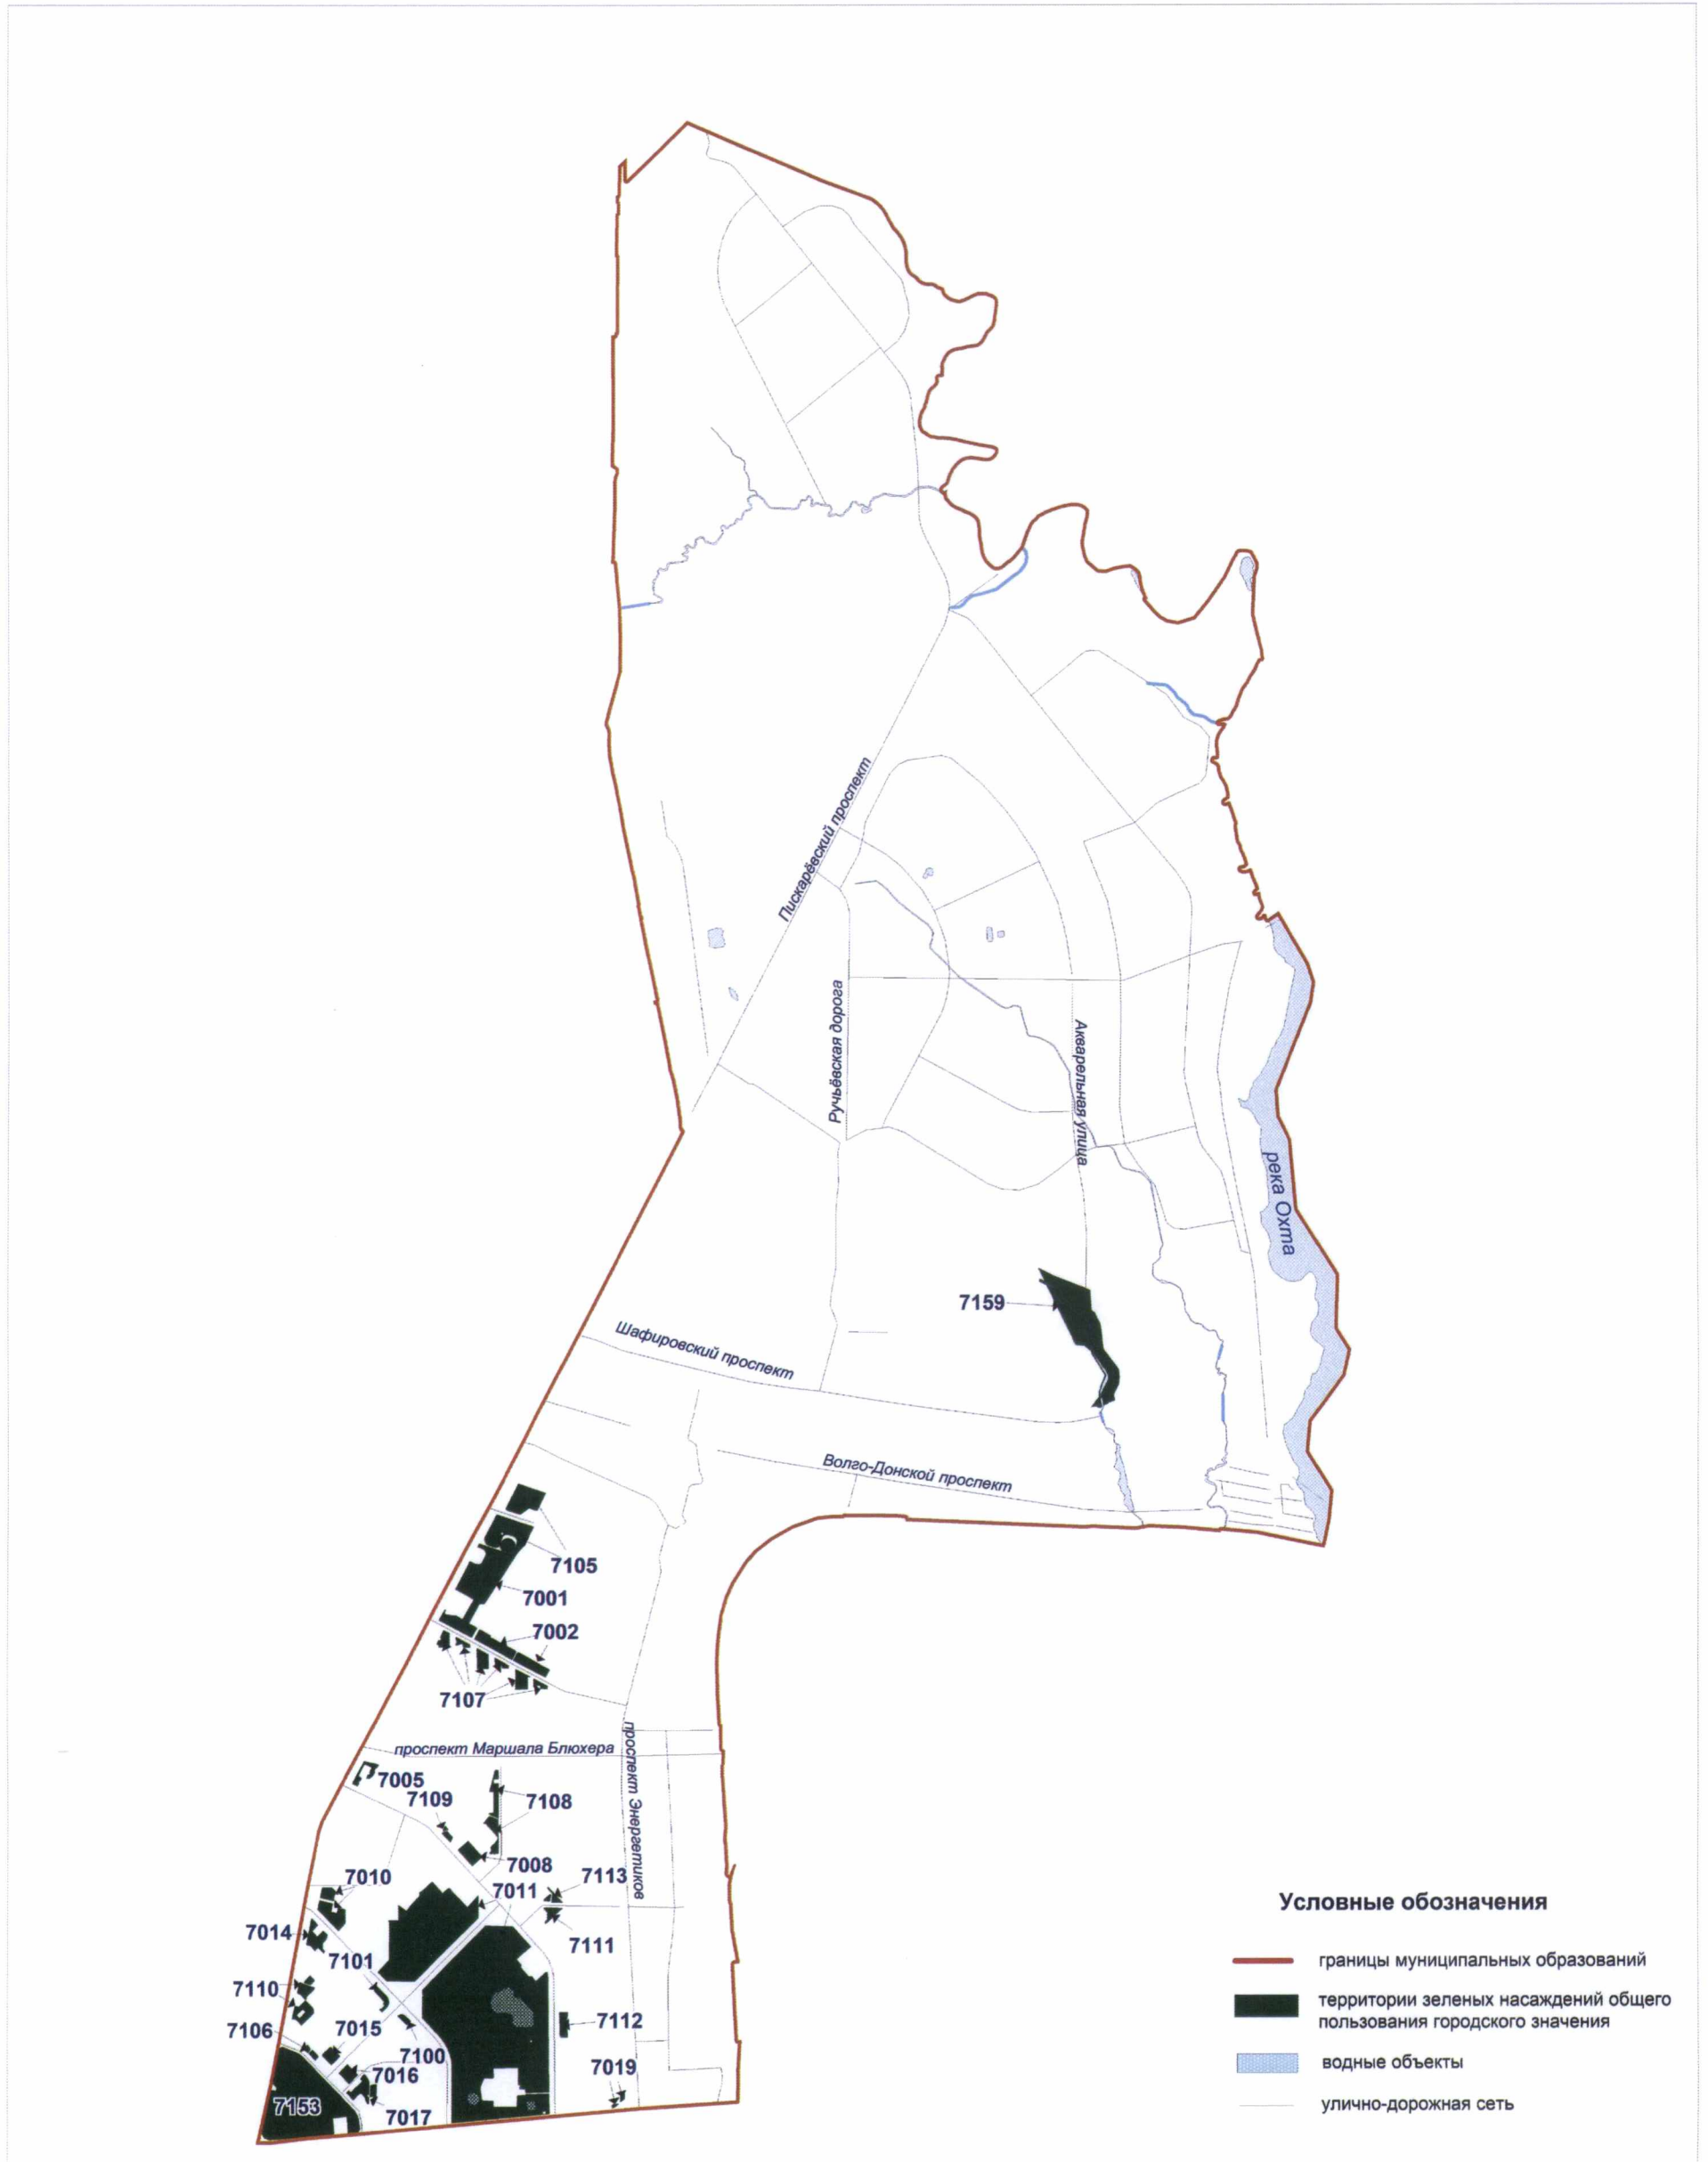 Пискарёвский проспект
Ручьёвская дорога
Акварельная улица
река Охта
7159
Шафировский проспект
Волго-Донской проспект
7105
7001
7002
7107
проспект Маршала Блюхера
проспект Энергетиков
7005
7109
7108
7008
7113
7010
7011
7014
7111
7101
7110
7112
7106
7015
7100
7019
7016
7153
7017
Условные обозначения
границы муниципальных образований
территории зеленых насаждений общего
пользования городского значения
водные объекты
улично-дорожная сеть